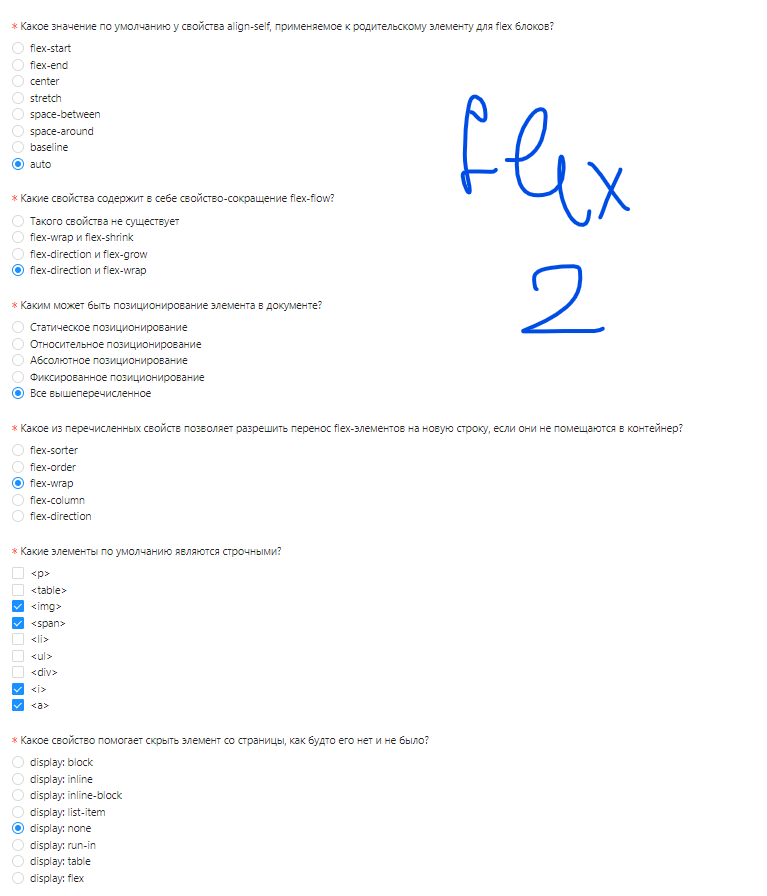 * Какое значение по умолчанию у свойства align-self, применяемое к родительскому элементу для flex блоков?
flex-start
flex-end
center
stretch
space-between
space-around
baseline
auto
* Какие свойства содержит в себе свойство-сокращение flex-flow?
Такого свойства не существует
flex-wrap и flex-shrink
flex-direction и flex-grow
flex-direction и flex-wrap
* Каким может быть позиционирование элемента в документе?
Статическое позиционирование
Относительное позиционирование
Абсолютное позиционирование
Фиксированное позиционирование
Все вышеперечисленное
* Какое из перечисленных свойств позволяет разрешить перенос flex-элементов на новую строку, если они не помещаются в контейнер?
flex-sorter
flex-order
flex-wrap
flex-column
flex-direction
* Какие элементы по умолчанию являются строчными?
<p>
<table>
<img>
<span>
<li>
<ul>
<div>
<i>
<a>
* Какое свойство помогает скрыть элемент со страницы, как будто его нет и не было?
display: block
display: inline
display: inline-block
display: list-item
display: none
display: run-in
display: table
display: flex
flex
2